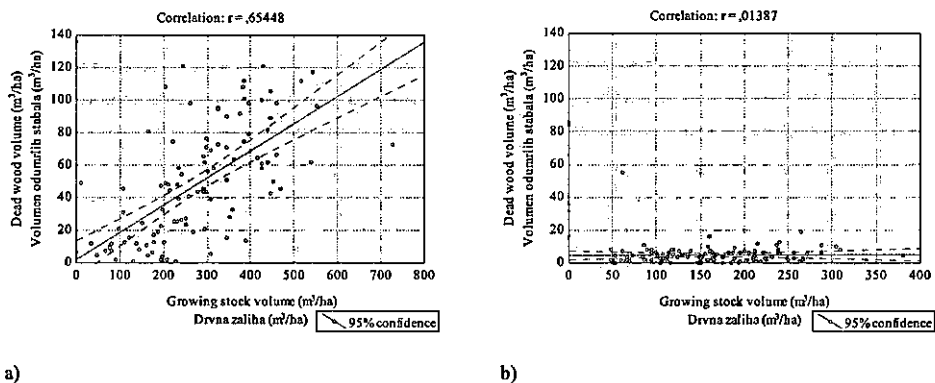 Correlation: r = ,65448
140
120
100
80
60
40
20
0
Dead wood volume (m³/ha)
Volumen odumrlih stabala (m³/ha)
0 100 200 300 400 500 600 700 800
Growing stock volume (m³/ha)
Drvna zaliha (m³/ha)
95% confidence
a)
Correlation: r = ,01387
140
120
100
80
60
40
20
0
Dead wood volume (m³/ha)
Volumen odumrlih stabala (m³/ha)
0 50 100 150 200 250 300 350 400
Growing stock volume (m³/ha)
Drvna zaliha (m³/ha)
95% confidence
b)